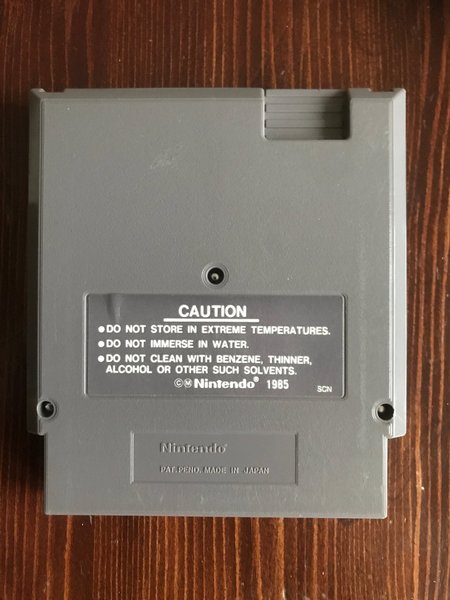 CAUTION
●DO NOT STORE IN EXTREME TEMPERATURES.
●DO NOT IMMERSE IN WATER.
●DO NOT CLEAN WITH BENZENE, THINNER,
ALCOHOL OR OTHER SUCH SOLVENTS.
©Ⓜ Nintendo® 1985
SCN
Nintendo®
PAT. PEND. MADE IN JAPAN